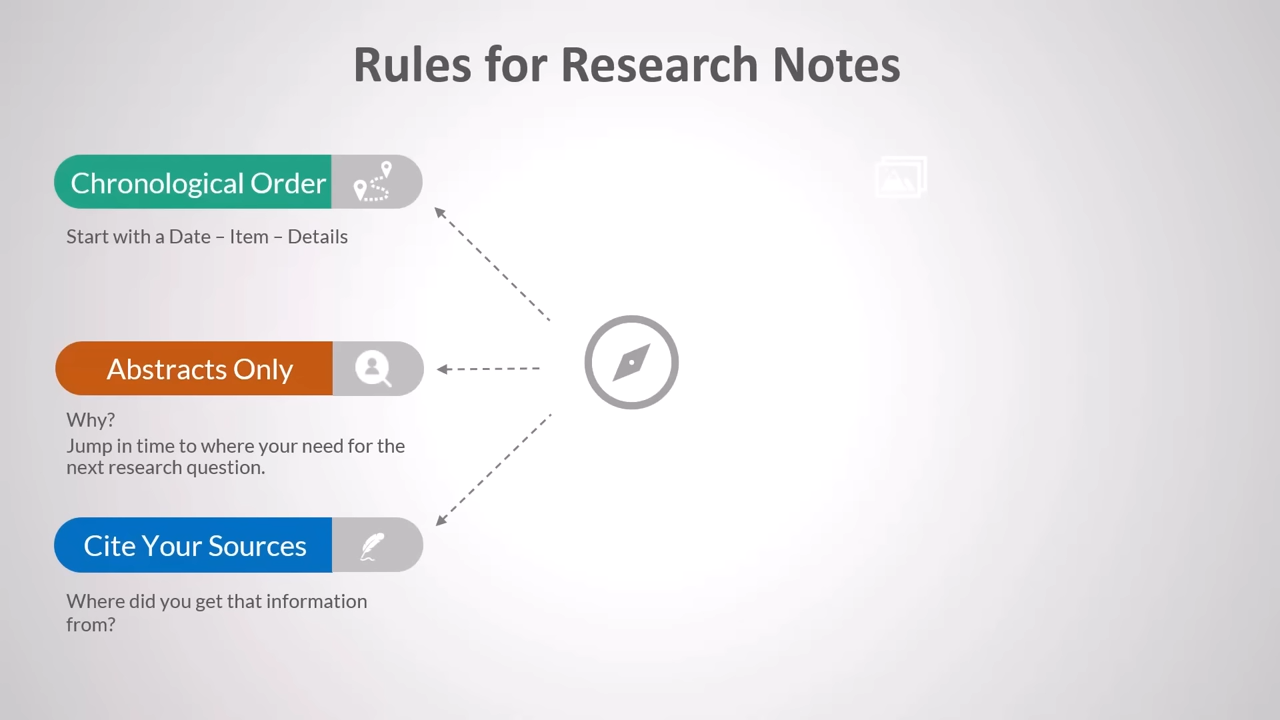 Rules for Research Notes
Chronological Order
Start with a Date – Item – Details
Abstracts Only
Why?
Jump in time to where your need for the
next research question.
Cite Your Sources
Where did you get that information
from?